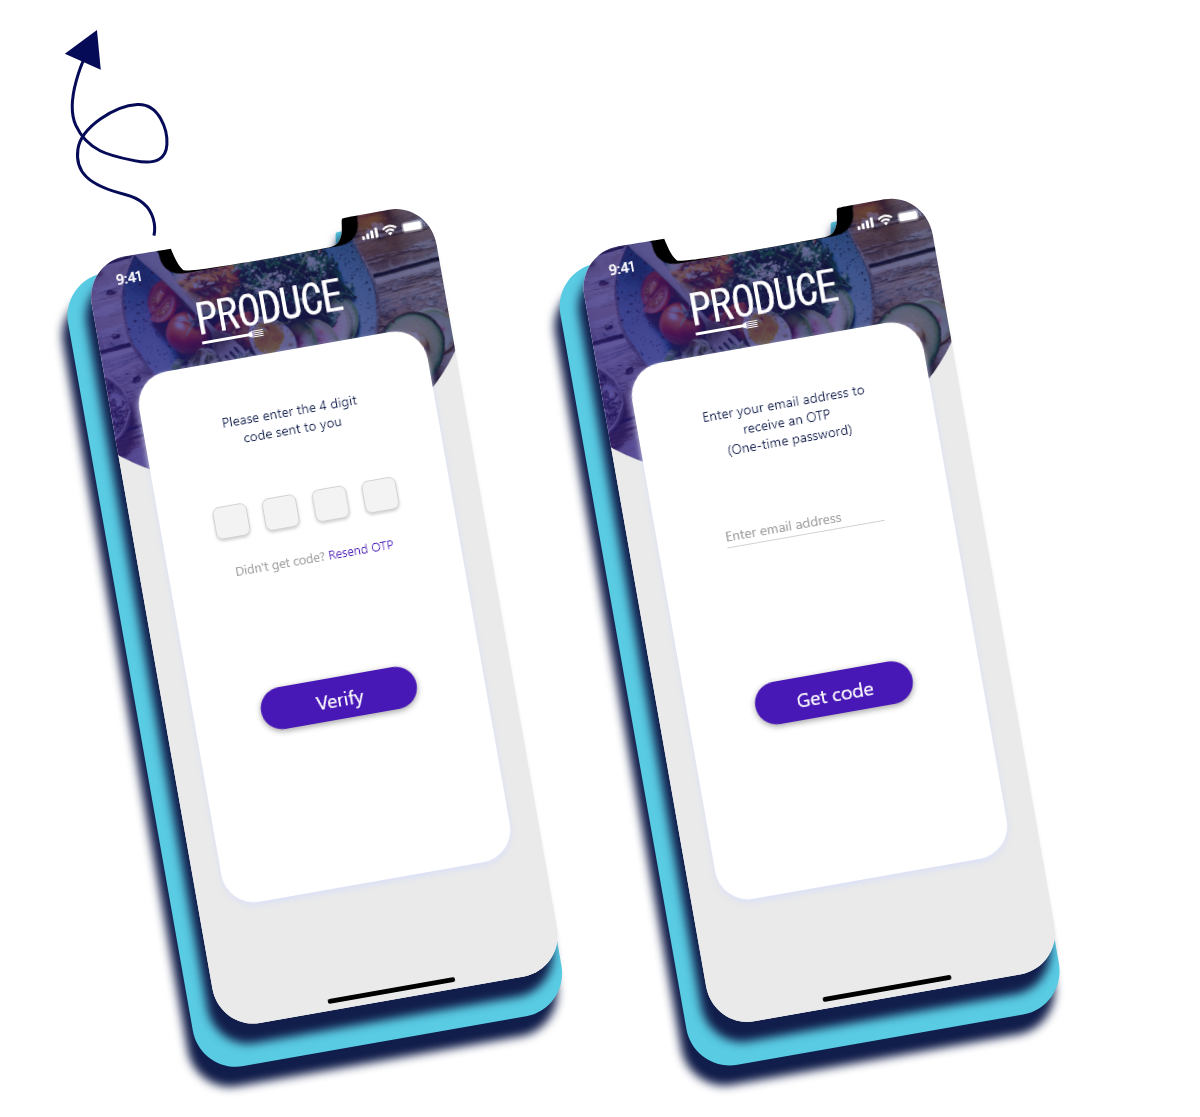 9:41
PRODUCE
Please enter the 4 digit
code sent to you
Didn't get code? Resend OTP
Verify
9:41
PRODUCE
Enter your email address to
receive an OTP
(One-time password)
Enter email address
Get code